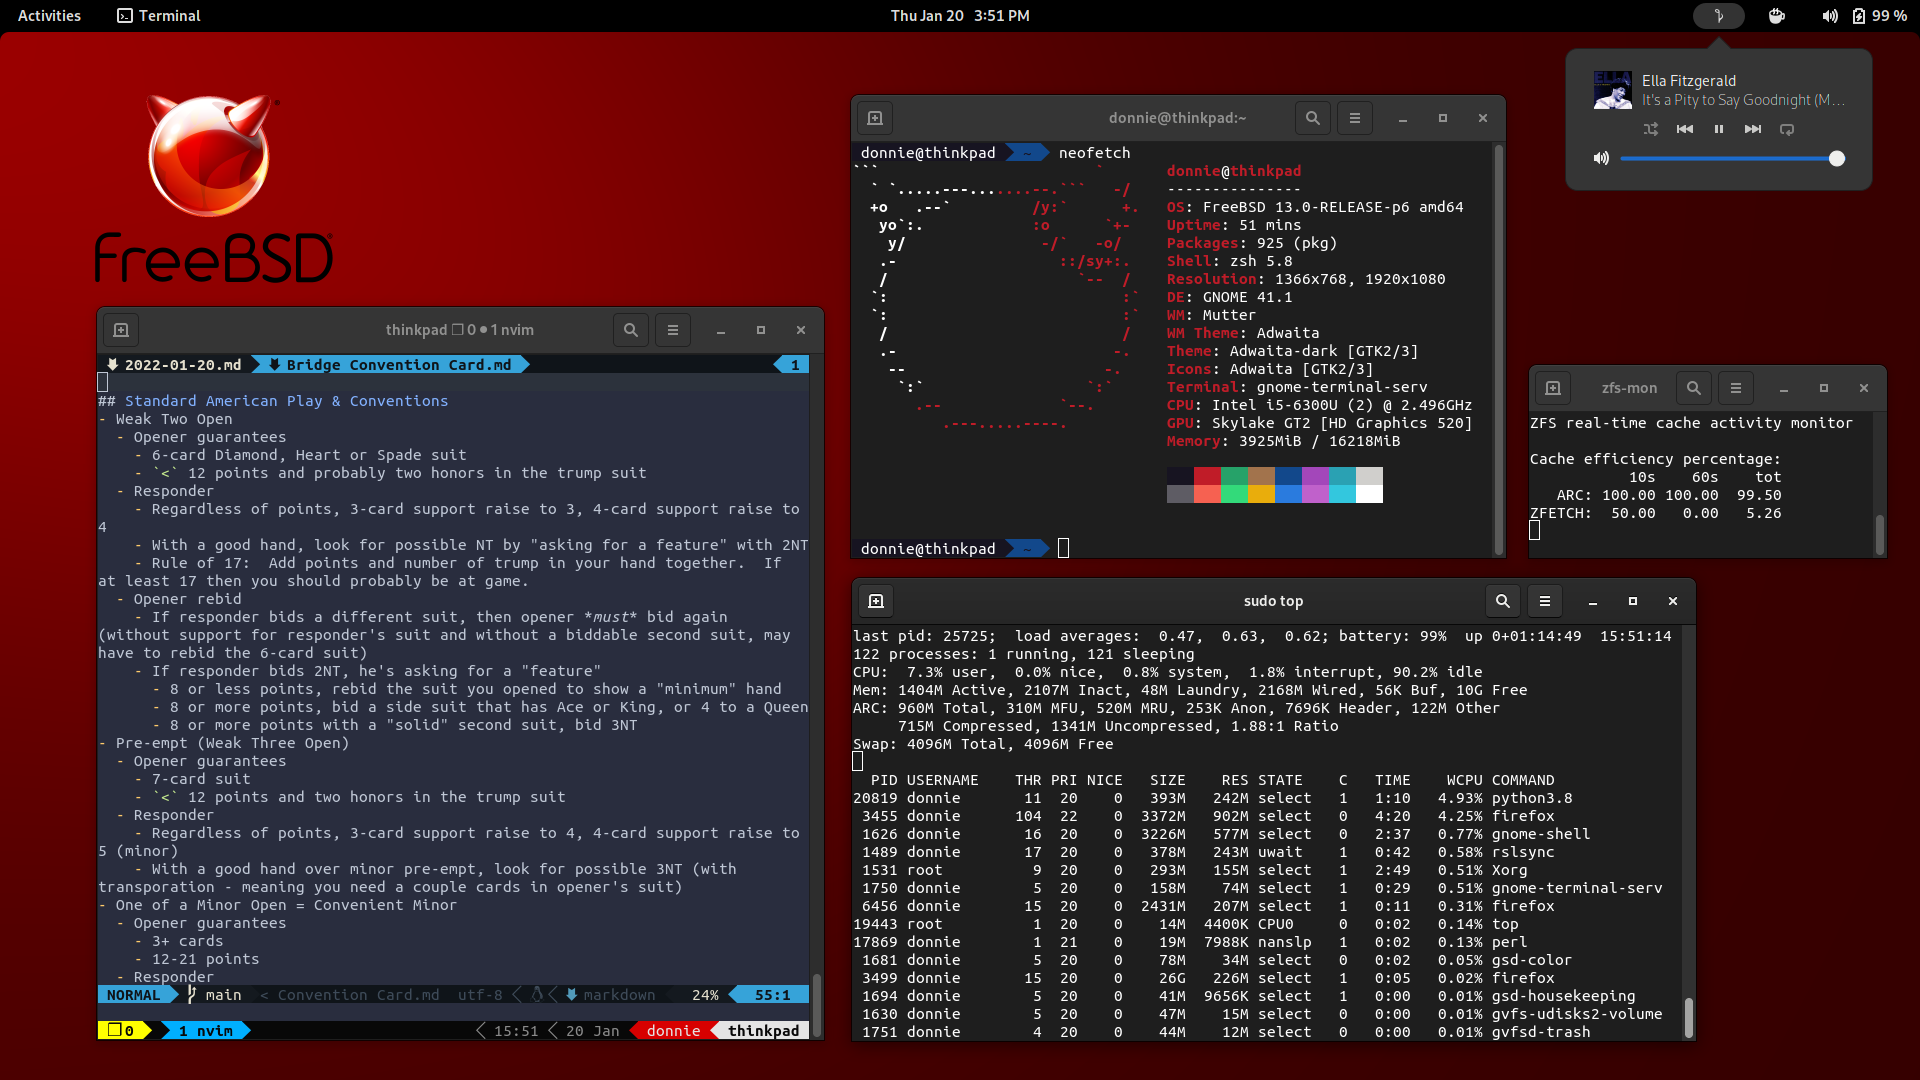 Activities
Terminal
Thu Jan 20 3:51 PM
99 %
ELLA
Ella Fitzgerald
It's a Pity to Say Goodnight (M…
FreeBSD
donnie@thinkpad:~
donnie@thinkpad ~ neofetch
donnie@thinkpad
---------------
OS: FreeBSD 13.0-RELEASE-p6 amd64
Uptime: 51 mins
Packages: 925 (pkg)
Shell: zsh 5.8
Resolution: 1366x768, 1920x1080
DE: GNOME 41.1
WM: Mutter
WM Theme: Adwaita
Theme: Adwaita-dark [GTK2/3]
Icons: Adwaita [GTK2/3]
Terminal: gnome-terminal-serv
CPU: Intel i5-6300U (2) @ 2.496GHz
GPU: Skylake GT2 [HD Graphics 520]
Memory: 3925MiB / 16218MiB
donnie@thinkpad ~
thinkpad ❐ 0 ● 1 nvim
2022-01-20.md Bridge Convention Card.md 1
## Standard American Play & Conventions
- Weak Two Open
- Opener guarantees
- 6-card Diamond, Heart or Spade suit
- `<` 12 points and probably two honors in the trump suit
- Responder
- Regardless of points, 3-card support raise to 3, 4-card support raise to
4
- With a good hand, look for possible NT by "asking for a feature" with 2NT
- Rule of 17:  Add points and number of trump in your hand together.  If
at least 17 then you should probably be at game.
- Opener rebid
- If responder bids a different suit, then opener *must* bid again
(without support for responder's suit and without a biddable second suit, may
have to rebid the 6-card suit)
- If responder bids 2NT, he's asking for a "feature"
- 8 or less points, rebid the suit you opened to show a "minimum" hand
- 8 or more points, bid a side suit that has Ace or King, or 4 to a Queen
- 8 or more points with a "solid" second suit, bid 3NT
- Pre-empt (Weak Three Open)
- Opener guarantees
- 7-card suit
- `<` 12 points and two honors in the trump suit
- Responder
- Regardless of points, 3-card support raise to 4, 4-card support raise to
5 (minor)
- With a good hand over minor pre-empt, look for possible 3NT (with
transporation - meaning you need a couple cards in opener's suit)
- One of a Minor Open = Convenient Minor
- Opener guarantees
- 3+ cards
- 12-21 points
- Responder
NORMAL main < Convention Card.md utf-8 markdown 24% 55:1
❐ 0 1 nvim 15:51 20 Jan donnie thinkpad
zfs-mon
ZFS real-time cache activity monitor
Cache efficiency percentage:
10s 60s tot
ARC: 100.00 100.00 99.50
ZFETCH: 50.00 0.00 5.26
sudo top
last pid: 25725;  load averages:  0.47,  0.63,  0.62; battery: 99%  up 0+01:14:49  15:51:14
122 processes: 1 running, 121 sleeping
CPU:  7.3% user,  0.0% nice,  0.8% system,  1.8% interrupt, 90.2% idle
Mem: 1404M Active, 2107M Inact, 48M Laundry, 2168M Wired, 56K Buf, 10G Free
ARC: 960M Total, 310M MFU, 520M MRU, 253K Anon, 7696K Header, 122M Other
715M Compressed, 1341M Uncompressed, 1.88:1 Ratio
Swap: 4096M Total, 4096M Free
PID USERNAME THR PRI NICE SIZE RES STATE C TIME WCPU COMMAND
20819 donnie 11 20 0 393M 242M select 1 1:10 4.93% python3.8
3455 donnie 104 22 0 3372M 902M select 0 4:20 4.25% firefox
1626 donnie 16 20 0 3226M 577M select 0 2:37 0.77% gnome-shell
1489 donnie 17 20 0 378M 243M uwait 1 0:42 0.58% rslsync
1531 root 9 20 0 293M 155M select 1 2:49 0.51% Xorg
1750 donnie 5 20 0 158M 74M select 1 0:29 0.51% gnome-terminal-serv
6456 donnie 15 20 0 2431M 207M select 1 0:11 0.31% firefox
19443 root 1 20 0 14M 4400K CPU0 0 0:02 0.14% top
17869 donnie 1 21 0 19M 7988K nanslp 1 0:02 0.13% perl
1681 donnie 5 20 0 78M 34M select 0 0:02 0.05% gsd-color
3499 donnie 15 20 0 26G 226M select 1 0:05 0.02% firefox
1694 donnie 5 20 0 41M 9656K select 1 0:00 0.01% gsd-housekeeping
1630 donnie 5 20 0 47M 15M select 0 0:00 0.01% gvfs-udisks2-volume
1751 donnie 4 20 0 44M 12M select 0 0:00 0.01% gvfsd-trash